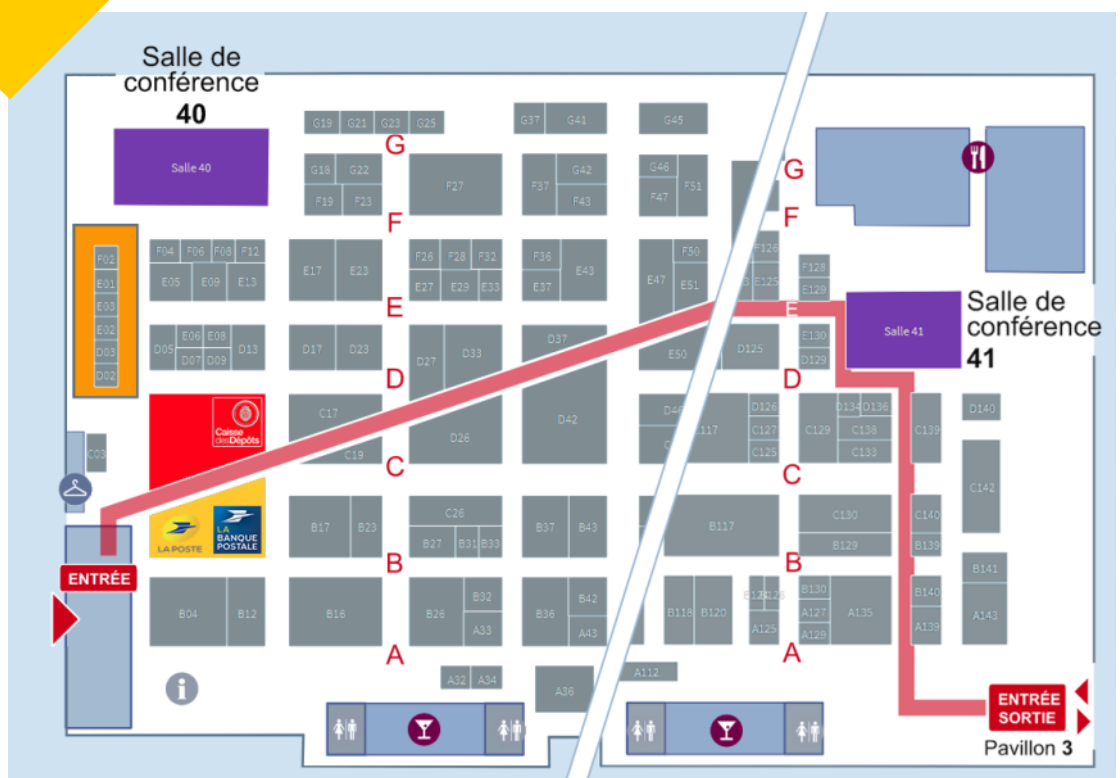 Salle de
conférence
40
Salle 40
G19 G21 G23 G25
G37 G41
G45
G
G18 G22
F19 F23
F27
F37 G42
F43
G46
F47 F51
G
F
F
F02
E01
E03
E02
D03
D02
F04 F06 F08 F12
E05 E09 E13
E17 E23
F26 F28 F32
E27 E29 E33
F36
E37 E43
E47 F50
E51
F126
E125
F128
E129
E
E
Salle 41
Salle de
conférence
41
D05 E06 E08
D07 D09 D13
D17 D23
D27 D33
D37
E50 D125
E130
D129
D
D
Caisse
desDépôts
C17
C19
D26
D42
D46
C117
D126
C127
C125
C129 D134 D136
C138
C133
C139
D140
C142
C03
C
C
LA POSTE
LA
BANQUE
POSTALE
B17 B23
C26
B27 B31 B33
B37 B43
B117
C130
B129
C140
B139
B141
ENTRÉE
B
B
B04 B12
B16
B26 B32
A33
B36 B42
A43
B118 B120
A125
B130
A127
A129
A135
B140
A139
A143
A
A
A32 A34
A36
A112
ENTRÉE
SORTIE
Pavillon 3